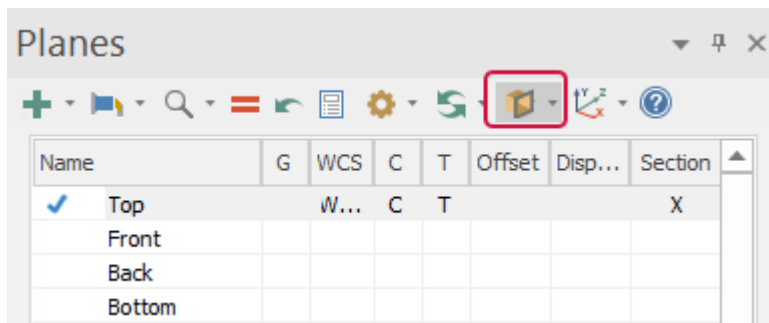 Planes
Name G WCS C T Offset Disp... Section
Top W... C T X
Front
Back
Bottom